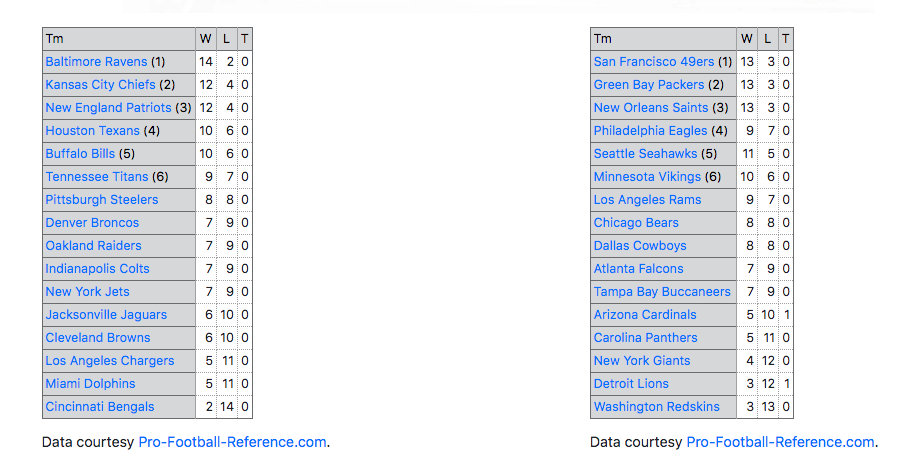 Tm W L T
Baltimore Ravens (1) 14 2 0
Kansas City Chiefs (2) 12 4 0
New England Patriots (3) 12 4 0
Houston Texans (4) 10 6 0
Buffalo Bills (5) 10 6 0
Tennessee Titans (6) 9 7 0
Pittsburgh Steelers 8 8 0
Denver Broncos 7 9 0
Oakland Raiders 7 9 0
Indianapolis Colts 7 9 0
New York Jets 7 9 0
Jacksonville Jaguars 6 10 0
Cleveland Browns 6 10 0
Los Angeles Chargers 5 11 0
Miami Dolphins 5 11 0
Cincinnati Bengals 2 14 0
Data courtesy Pro-Football-Reference.com.
Tm W L T
San Francisco 49ers (1) 13 3 0
Green Bay Packers (2) 13 3 0
New Orleans Saints (3) 13 3 0
Philadelphia Eagles (4) 9 7 0
Seattle Seahawks (5) 11 5 0
Minnesota Vikings (6) 10 6 0
Los Angeles Rams 9 7 0
Chicago Bears 8 8 0
Dallas Cowboys 8 8 0
Atlanta Falcons 7 9 0
Tampa Bay Buccaneers 7 9 0
Arizona Cardinals 5 10 1
Carolina Panthers 5 11 0
New York Giants 4 12 0
Detroit Lions 3 12 1
Washington Redskins 3 13 0
Data courtesy Pro-Football-Reference.com.